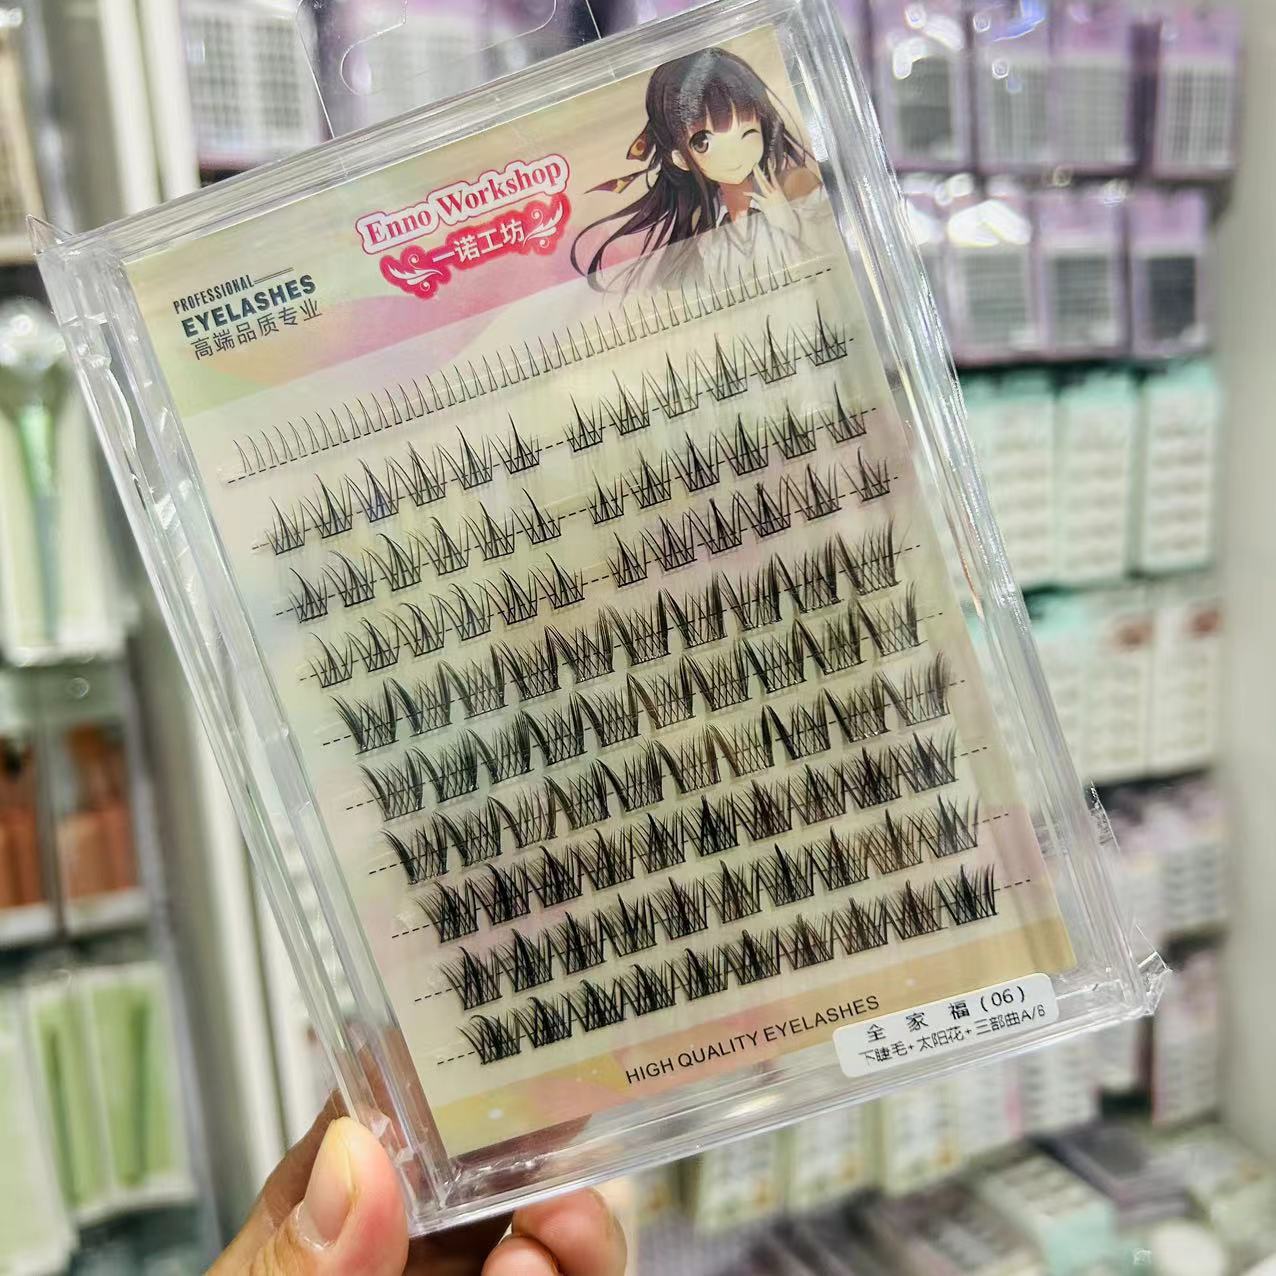 Enno Workshop
一诺工坊
PROFESSIONAL
EYELASHES
高端品质专业
HIGH QUALITY EYELASHES
全 家 福 (06)
下睫毛+太阳花+三部曲A/B